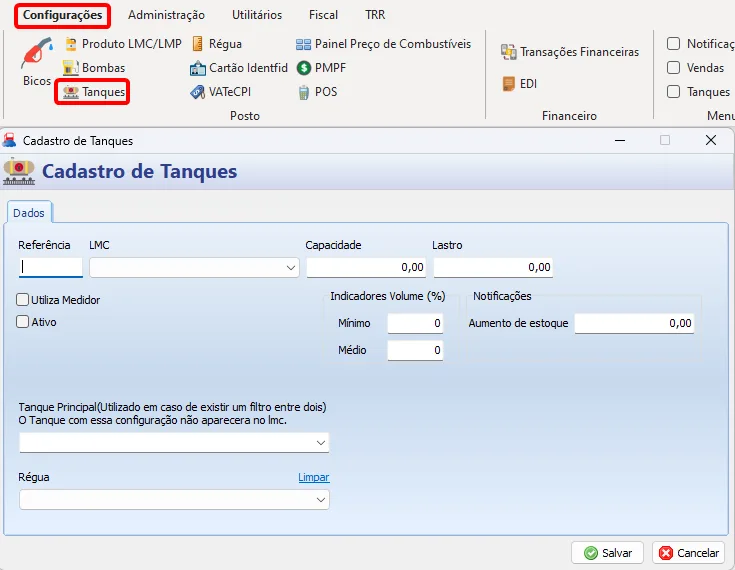 Configurações Administração Utilitários Fiscal TRR
Bicos
Produto LMC/LMP Régua Painel Preço de Combustíveis
Bombas Cartão Identfid PMPF
Tanques VATeCPI POS
Posto
Transações Financeiras
EDI
Financeiro
Notificaç
Vendas
Tanques
Menu
Cadastro de Tanques
Cadastro de Tanques
Dados
Referência LMC Capacidade Lastro
0,00 0,00
Utiliza Medidor
Ativo
Indicadores Volume (%)
Mínimo 0
Médio 0
Notificações
Aumento de estoque 0,00
Tanque Principal(Utilizado em caso de existir um filtro entre dois)
O Tanque com essa configuração não aparecera no lmc.
Régua Limpar
Salvar Cancelar